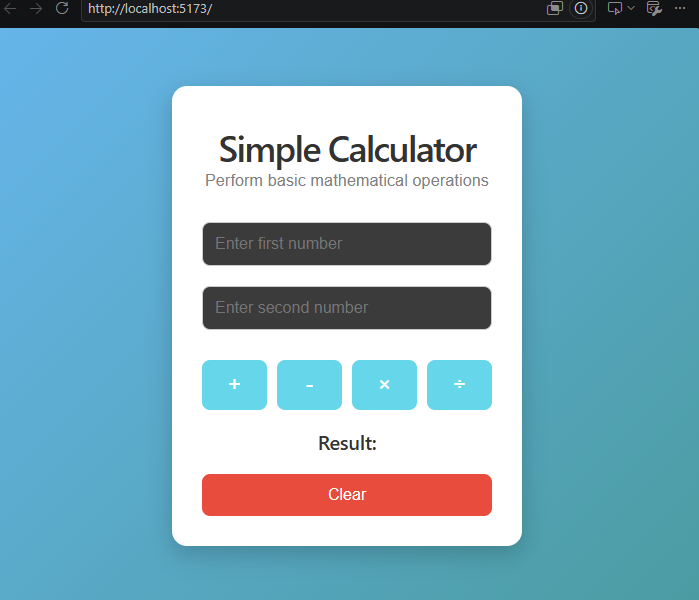 http://localhost:5173/
Simple Calculator
Perform basic mathematical operations
Enter first number
Enter second number
+ - × ÷
Result:
Clear